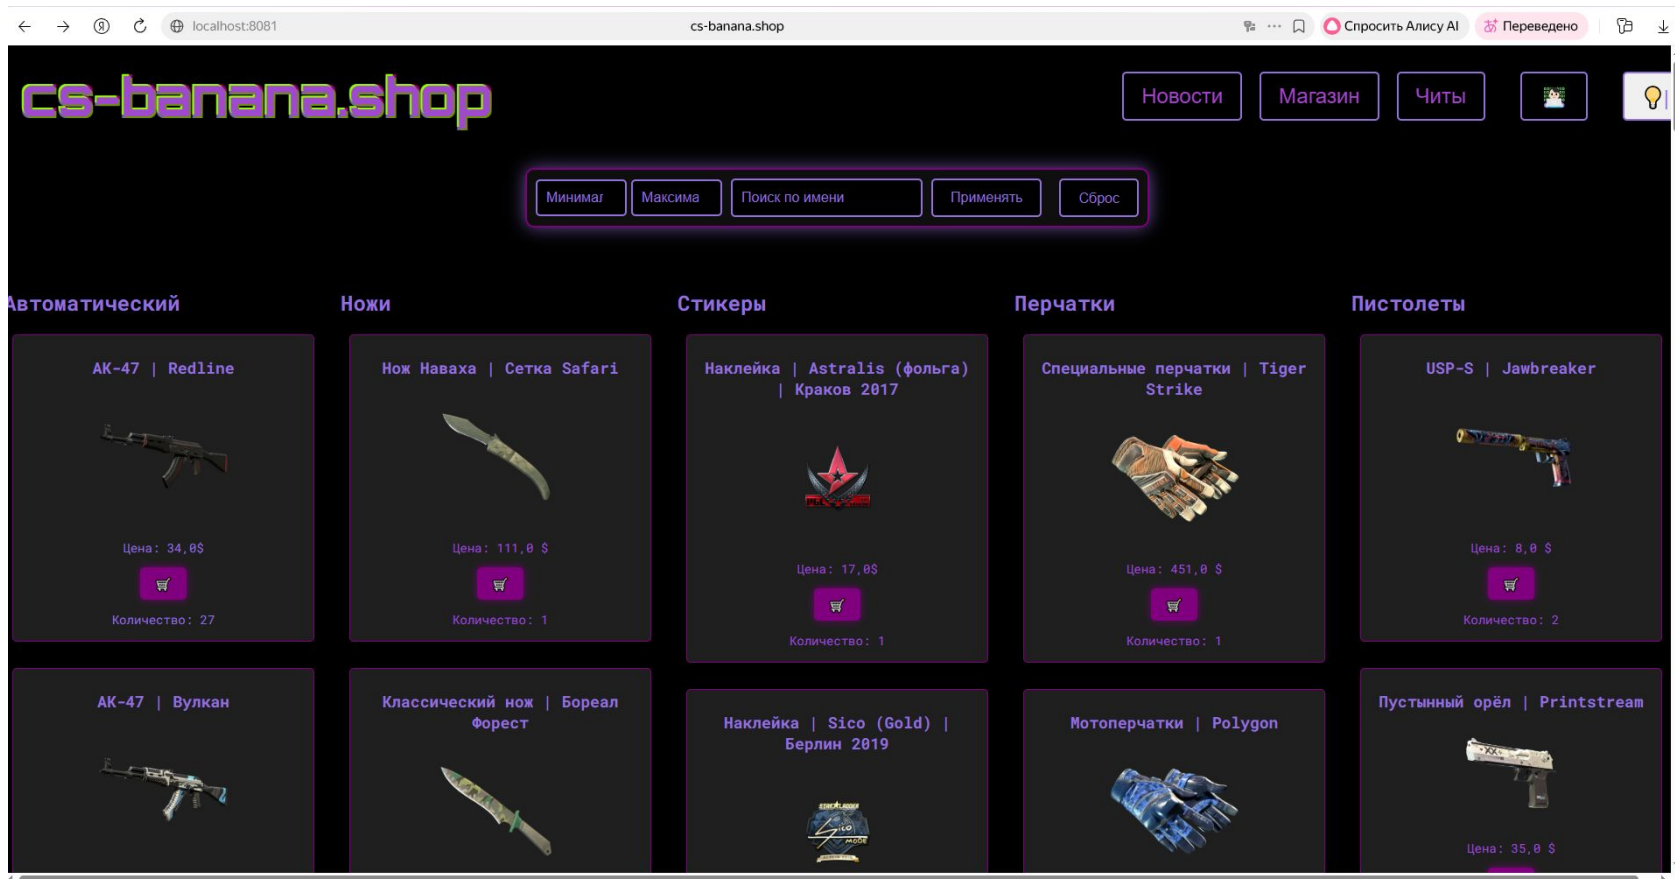 localhost:8081
cs-banana.shop
Спросить Алису AI
Переведено
cs-banana.shop
Новости
Магазин
Читы
Минимал
Максима
Поиск по имени
Применять
Сброс
Автоматический
Ножи
Стикеры
Перчатки
Пистолеты
АК-47 | Redline
Цена: 34,0$
Количество: 27
Нож Наваха | Сетка Safari
Цена: 111,0 $
Количество: 1
Наклейка | Astralis (фольга)
| Краков 2017
Цена: 17,0$
Количество: 1
Специальные перчатки | Tiger
Strike
Цена: 451,0 $
Количество: 1
USP-S | Jawbreaker
Цена: 8,0 $
Количество: 2
АК-47 | Вулкан
Классический нож | Бореал
Форест
Наклейка | Sico (Gold) |
Берлин 2019
Мотоперчатки | Polygon
Пустынный орёл | Printstream
Цена: 35,0 $